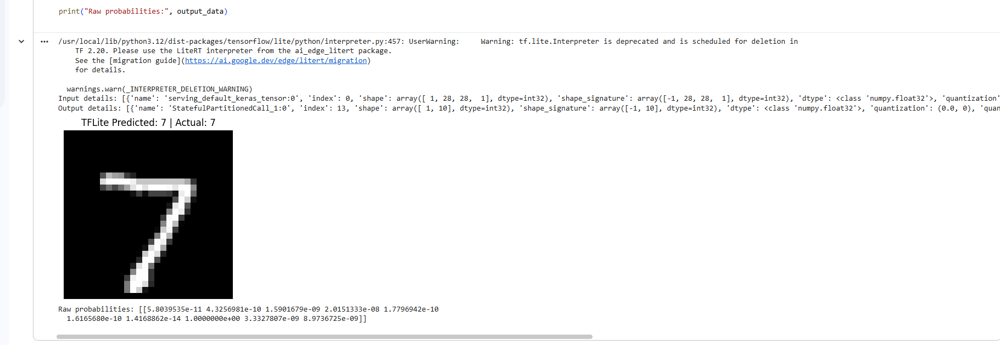 print("Raw probabilities:", output_data)
/usr/local/lib/python3.12/dist-packages/tensorflow/lite/python/interpreter.py:457: UserWarning:     Warning: tf.lite.Interpreter is deprecated and is scheduled for deletion in
    TF 2.20. Please use the LiteRT interpreter from the ai_edge_litert package.
    See the [migration guide](https://ai.google.dev/edge/litert/migration)
    for details.
  warnings.warn(_INTERPRETER_DELETION_WARNING)
Input details: [{'name': 'serving_default_keras_tensor:0', 'index': 0, 'shape': array([ 1, 28, 28,  1], dtype=int32), 'shape_signature': array([-1, 28, 28,  1], dtype=int32), 'dtype': <class 'numpy.float32'>, 'quantization'
Output details: [{'name': 'StatefulPartitionedCall_1:0', 'index': 13, 'shape': array([ 1, 10], dtype=int32), 'shape_signature': array([-1, 10], dtype=int32), 'dtype': <class 'numpy.float32'>, 'quantization': (0.0, 0), 'quan
TFLite Predicted: 7 | Actual: 7
7
Raw probabilities: [[5.8039535e-11 4.3256981e-10 1.5901679e-09 2.0151333e-08 1.7796942e-10
  1.6165680e-10 1.4168862e-14 1.0000000e+00 3.3327807e-09 8.9736725e-09]]